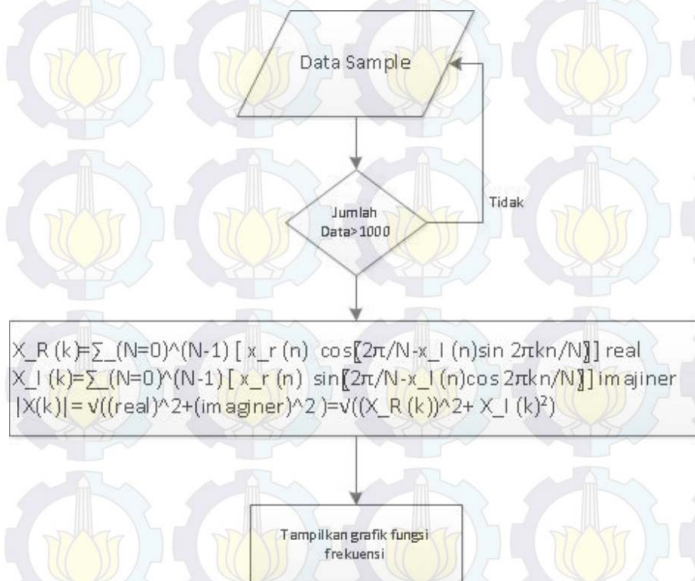 Data Sample
Jumlah
Data>1000
Tidak
X_R (k)=∑_(N=0)^(N-1) [ x_r (n) cos〖2π/N-x_I (n)sin 2πkn/N〗] real
X_I (k)=∑_(N=0)^(N-1) [ x_r (n) sin〖2π/N-x_I (n)cos 2πkn/N〗] imajiner
|X(k)|= √((real)^2+(imaginer)^2 )=√((X_R (k))^2+ X_I (k)²)
Tampilkan grafik fungsi
frekuensi